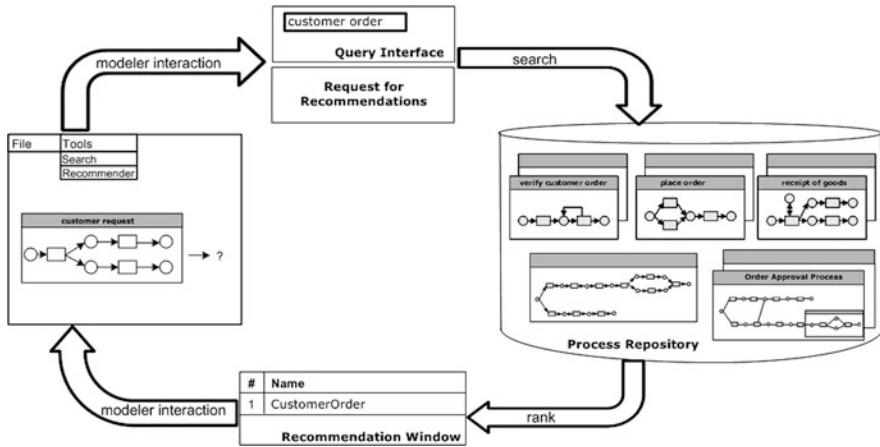 customer order
Query Interface
Request for
Recommendations
modeler interaction
search
File Tools
Search
Recommender
customer request
?
verify customer order
place order
receipt of goods
Order Approval Process
Process Repository
rank
# Name
1 CustomerOrder
Recommendation Window
modeler interaction